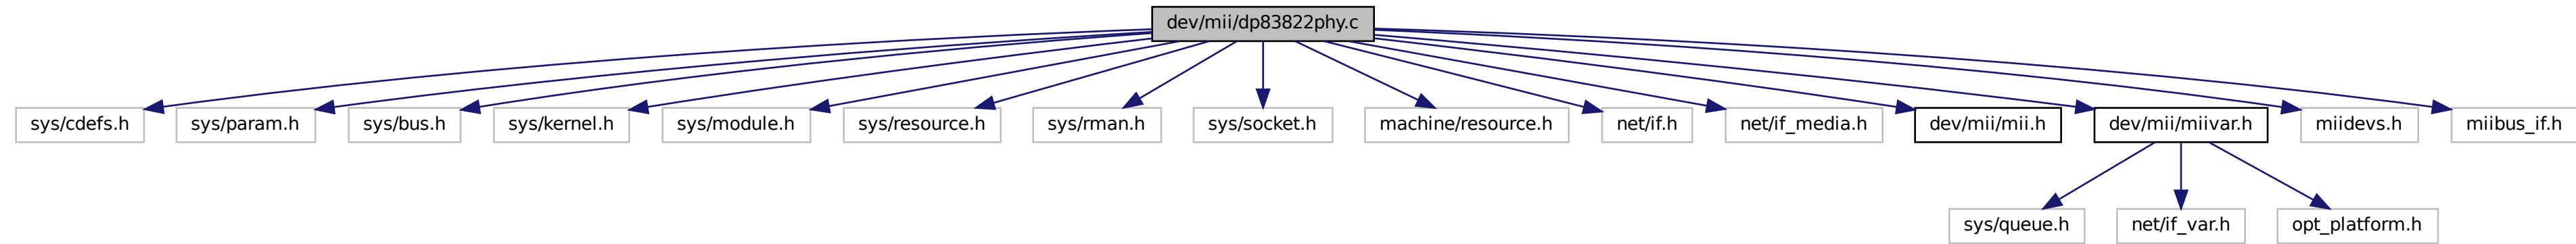 dev/mii/dp83822phy.c
sys/cdefs.h
sys/param.h
sys/bus.h
sys/kernel.h
sys/module.h
sys/resource.h
sys/rman.h
sys/socket.h
machine/resource.h
net/if.h
net/if_media.h
dev/mii/mii.h
dev/mii/miivar.h
miidevs.h
miibus_if.h
sys/queue.h
net/if_var.h
opt_platform.h